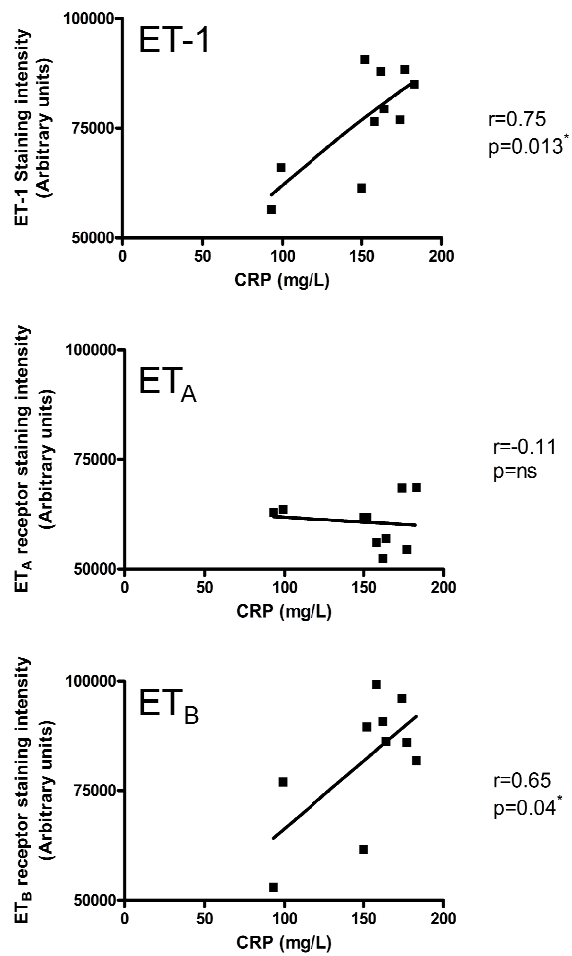 ET-1
100000
75000
50000
ET-1 Staining intensity
(Arbitrary units)
0
50
100
150
200
CRP (mg/L)
r=0.75
p=0.013*
ETA
100000
75000
50000
ETA receptor staining intensity
(Arbitrary units)
0
50
100
150
200
CRP (mg/L)
r=-0.11
p=ns
ETB
100000
75000
50000
ETB receptor staining intensity
(Arbitrary units)
0
50
100
150
200
CRP (mg/L)
r=0.65
p=0.04*